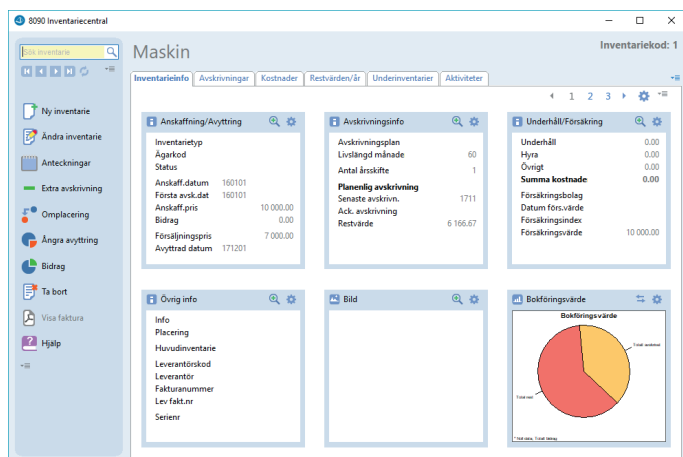 8090 Inventariecentral
Sök inventarie
Ny inventarie
Ändra inventarie
Anteckningar
Extra avskrivning
Omplacering
Ångra avyttring
Bidrag
Ta bort
Visa faktura
Hjälp
Maskin
Inventariekod: 1
Inventarieinfo Avskrivningar Kostnader Restvärden/år Underinventarier Aktiviteter
1 2 3
Anskaffning/Avyttring
Inventarietyp
Ägarkod
Status
Anskaff.datum 160101
Första avsk.dat 160101
Anskaff.pris 10 000.00
Bidrag 0.00
Försäljningspris 7 000.00
Avyttrad datum 171201
Avskrivningsinfo
Avskrivningsplan
Livslängd månade 60
Antal årsskifte 1
Planenlig avskrivning
Senaste avskrivn. 1711
Ack. avskrivning
Restvärde 6 166.67
Underhåll/Försäkring
Underhåll 0.00
Hyra 0.00
Övrigt 0.00
Summa kostnade 0.00
Försäkringsbolag
Datum förs.värde
Försäkringsindex
Försäkringsvärde 10 000.00
Övrig info
Info
Placering
Huvudinventarie
Leverantörskod
Leverantör
Fakturanummer
Lev fakt.nr
Serienr
Bild
Bokföringsvärde
Bokföringsvärde